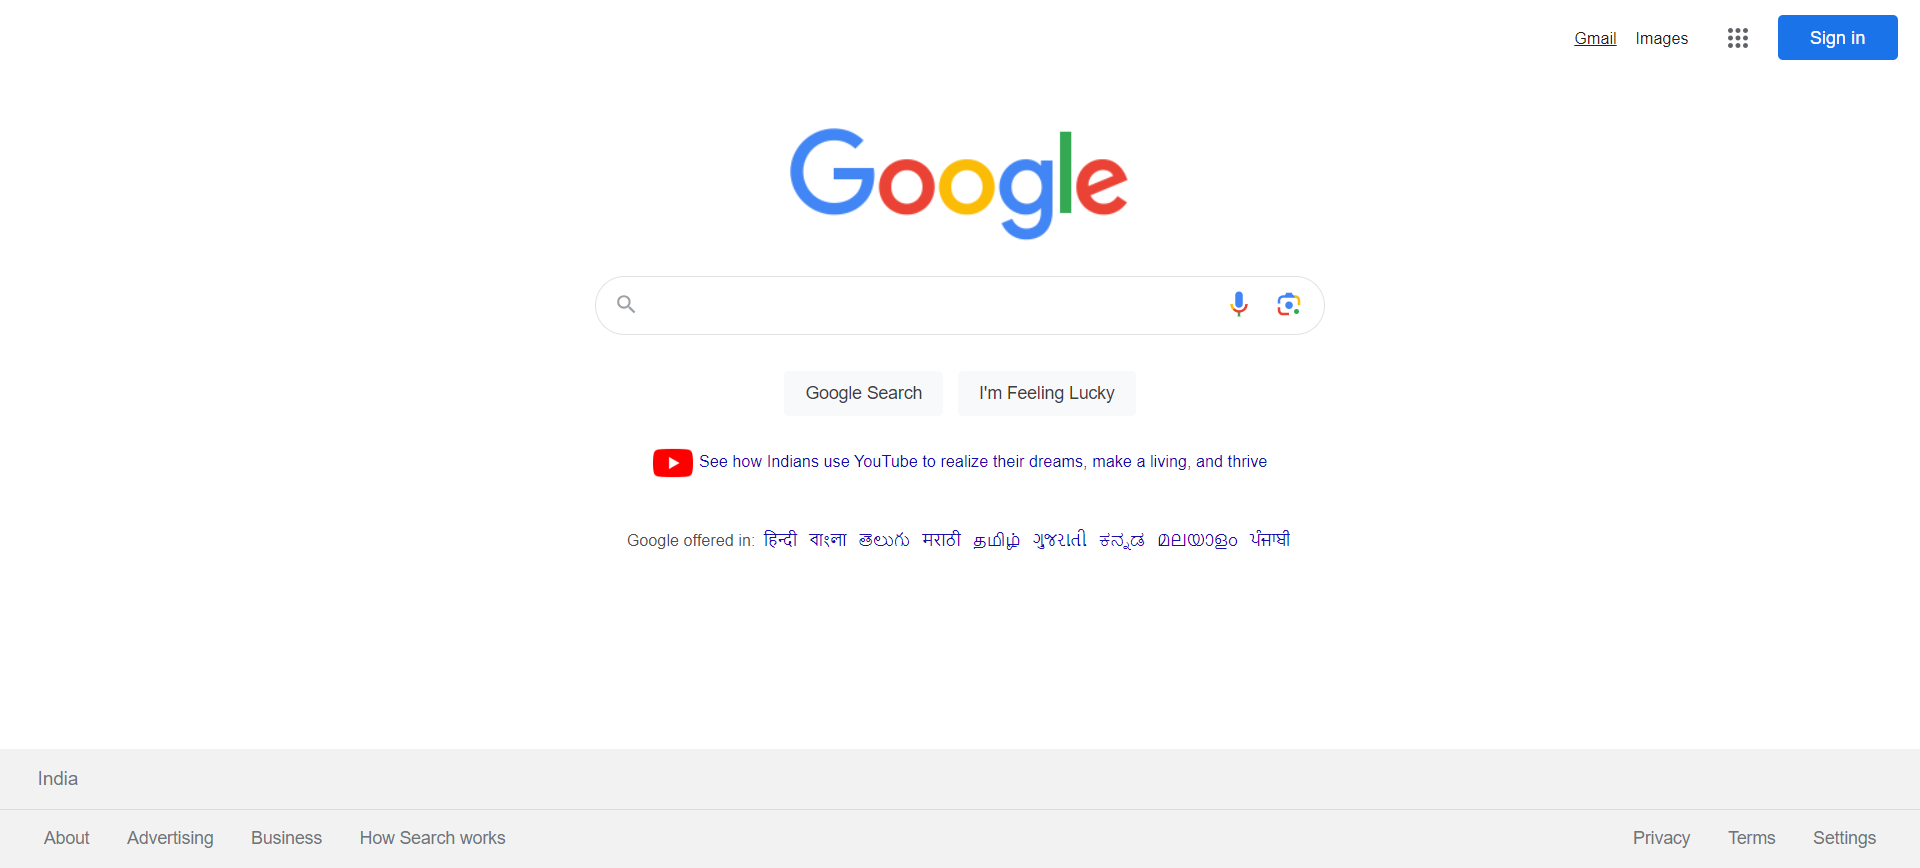 Gmail Images Sign in
Google
Google Search I'm Feeling Lucky
See how Indians use YouTube to realize their dreams, make a living, and thrive
Google offered in: हिन्दी বাংলা తెలుగు मराठी தமிழ் ગુજરાતી ಕನ್ನಡ മലയാളം ਪੰਜਾਬੀ
India
About Advertising Business How Search works Privacy Terms Settings